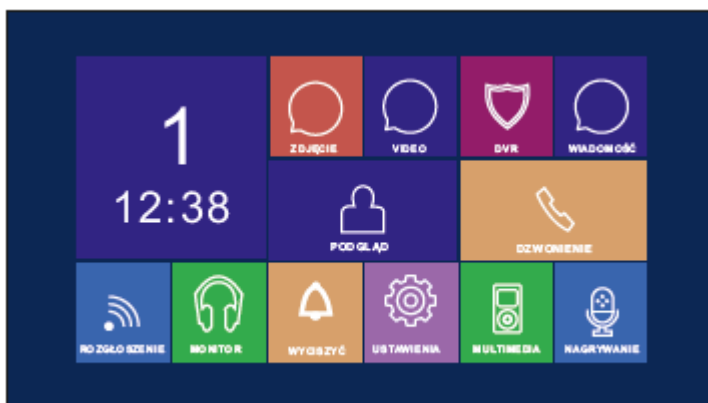 1
12:38
ZDJĘCIE
VIDEO
DVR
WIADOMOŚĆ
PODGLĄD
DZWONIENIE
ROZGŁOSZENIE
MONITOR
WYCISZYĆ
USTAWIENIA
MULTIMEDIA
NAGRYWANIE